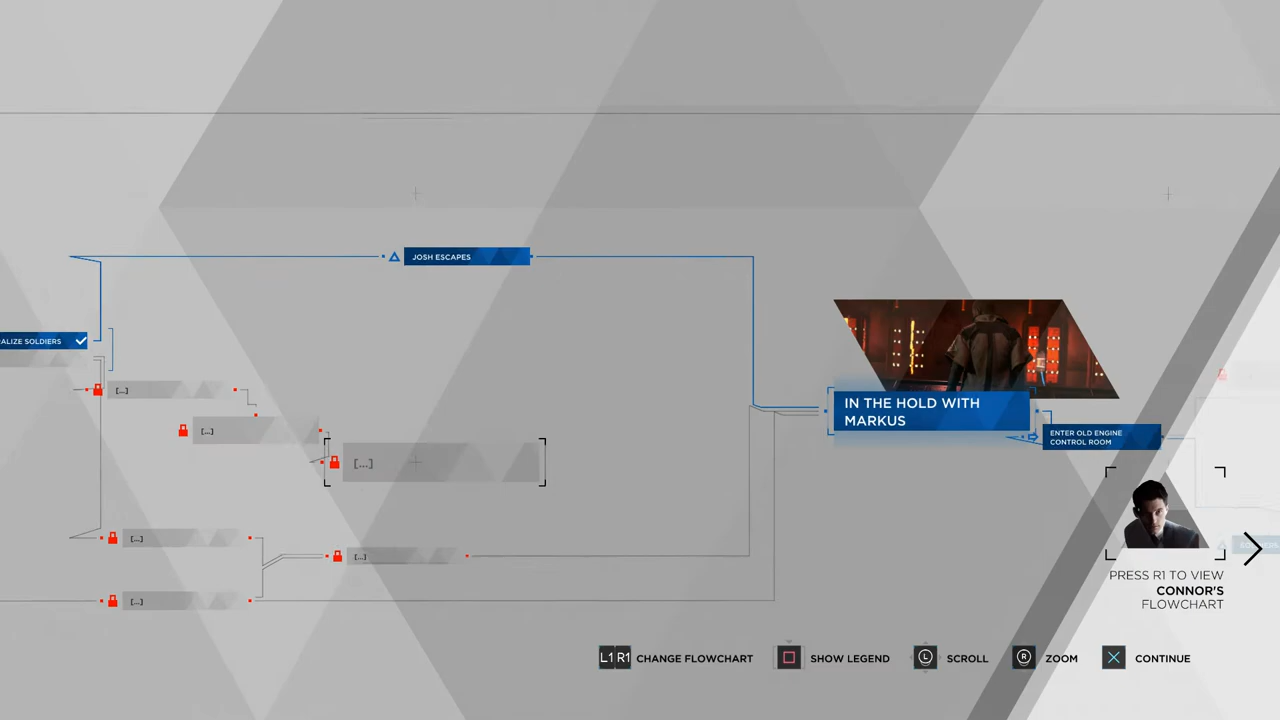 JOSH ESCAPES
ALIZE SOLDIERS
[...]
IN THE HOLD WITH
MARKUS
[...]
ENTER OLD ENGINE
CONTROL ROOM
[...]
[...]
[...]
PRESS R1 TO VIEW
CONNOR'S
FLOWCHART
[...]
L1 R1 CHANGE FLOWCHART
SHOW LEGEND
L SCROLL
R ZOOM
CONTINUE